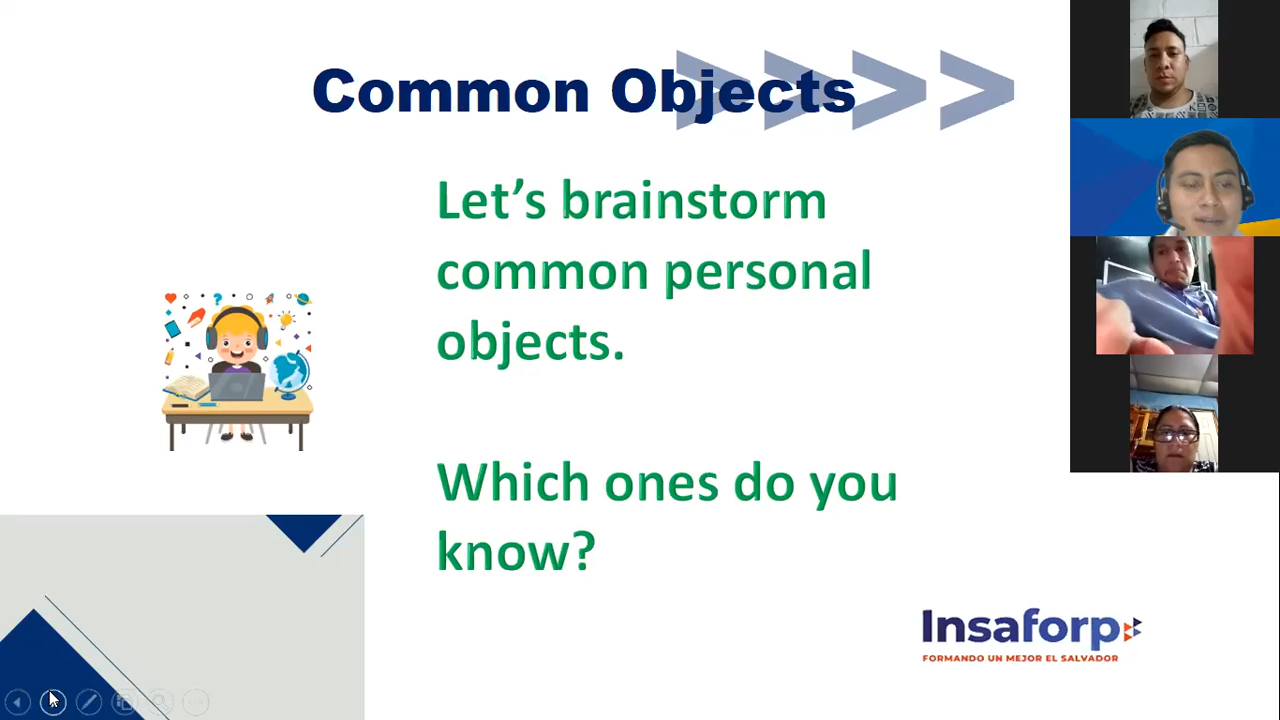 Common Objects
>>>>
Let's brainstorm
common personal
objects.
Which ones do you
know?
Insaforp
FORMANDO UN MEJOR EL SALVADOR